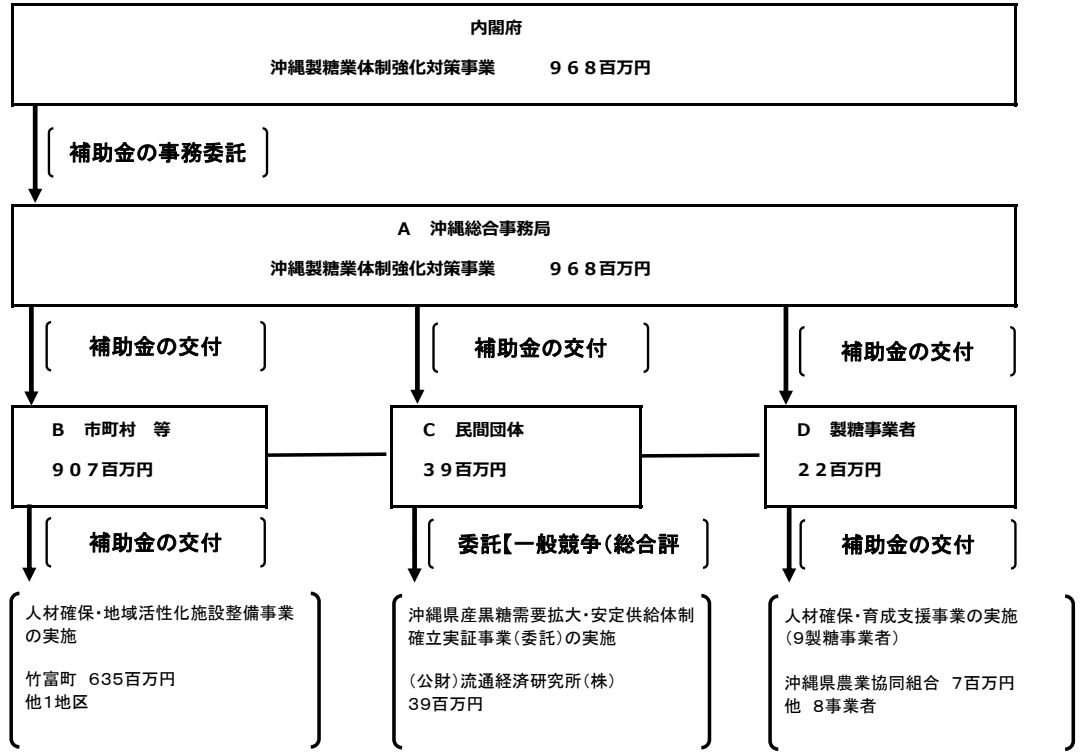 内閣府
沖縄製糖業体制強化対策事業　　　９６８百万円
補助金の事務委託
A　沖縄総合事務局
沖縄製糖業体制強化対策事業　　　９６８百万円
補助金の交付
補助金の交付
補助金の交付
B　市町村　等
９０７百万円
C　民間団体
３９百万円
D　製糖事業者
２２百万円
補助金の交付
委託【一般競争（総合評
補助金の交付
人材確保・地域活性化施設整備事業
の実施
竹富町　635百万円
他1地区
沖縄県産黒糖需要拡大・安定供給体制
確立実証事業（委託）の実施
（公財）流通経済研究所（株）
39百万円
人材確保・育成支援事業の実施
（9製糖事業者）
沖縄県農業協同組合　7百万円
他　8事業者